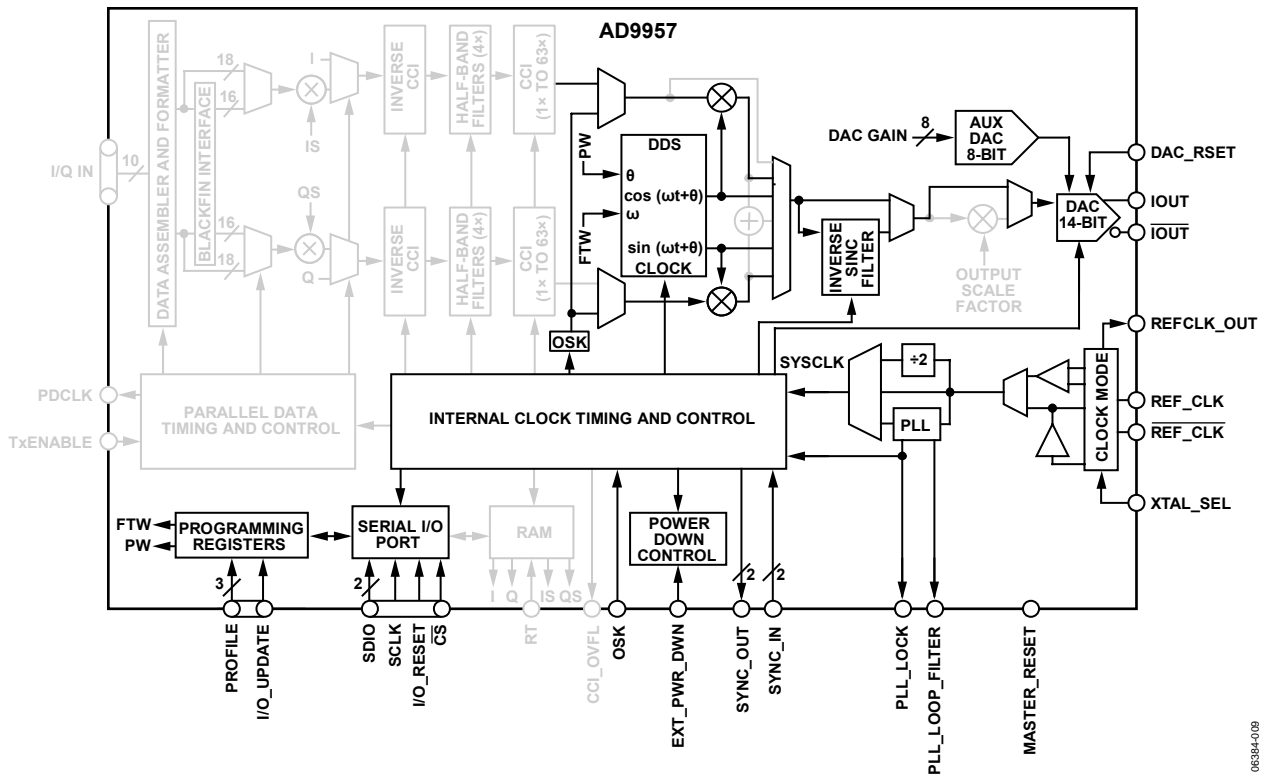 AD9957
I/Q IN
10
DATA ASSEMBLER AND FORMATTER
BLACKFIN INTERFACE
18
16
16
18
I
IS
QS
Q
INVERSE
CCI
HALF-BAND
FILTERS (4×)
CCI
(1× TO 63×)
INVERSE
CCI
HALF-BAND
FILTERS (4×)
CCI
(1× TO 63×)
PW
FTW
DDS
θ
cos (ωt+θ)
ω
sin (ωt+θ)
CLOCK
OSK
INVERSE
SINC
FILTER
OUTPUT
SCALE
FACTOR
DAC GAIN
8
AUX
DAC
8-BIT
DAC
14-BIT
DAC_RSET
IOUT
I̅O̅U̅T̅
PDCLK
TxENABLE
PARALLEL DATA
TIMING AND CONTROL
INTERNAL CLOCK TIMING AND CONTROL
SYSCLK
÷2
PLL
CLOCK MODE
REFCLK_OUT
REF_CLK
R̅E̅F̅_̅C̅L̅K̅
XTAL_SEL
FTW
PW
PROGRAMMING
REGISTERS
SERIAL I/O
PORT
RAM
POWER
DOWN
CONTROL
3
2
I
Q
IS
QS
2
2
PROFILE
I/O_UPDATE
SDIO
SCLK
I/O_RESET
C̅S̅
RT
CCI_OVFL
OSK
EXT_PWR_DWN
SYNC_OUT
SYNC_IN
PLL_LOCK
PLL_LOOP_FILTER
MASTER_RESET
06384-009